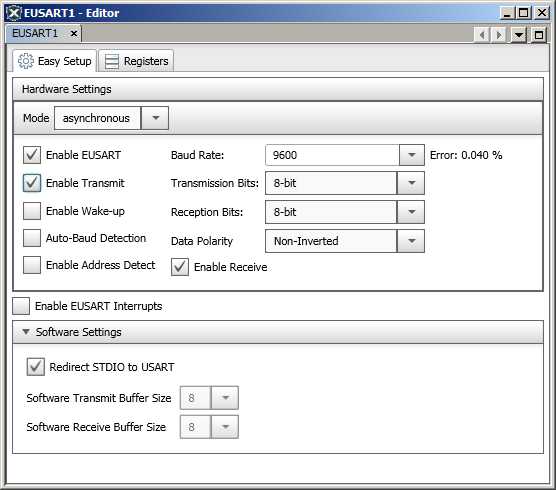 EUSART1 - Editor
EUSART1 ×
Easy Setup Registers
Hardware Settings
Mode asynchronous
Enable EUSART Baud Rate: 9600 Error: 0.040 %
Enable Transmit Transmission Bits: 8-bit
Enable Wake-up Reception Bits: 8-bit
Auto-Baud Detection Data Polarity Non-Inverted
Enable Address Detect Enable Receive
Enable EUSART Interrupts
Software Settings
Redirect STDIO to USART
Software Transmit Buffer Size 8
Software Receive Buffer Size 8